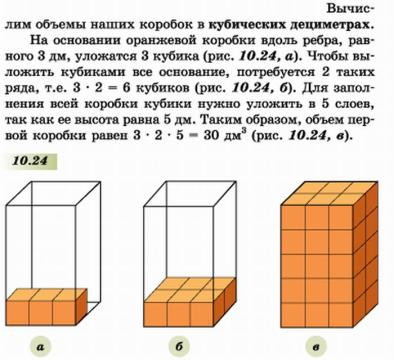 Вычис-
лим объемы наших коробок в кубических дециметрах.
На основании оранжевой коробки вдоль ребра, рав-
ного 3 дм, уложатся 3 кубика (рис. 10.24, а). Чтобы вы-
ложить кубиками все основание, потребуется 2 таких
ряда, т.е. 3 · 2 = 6 кубиков (рис. 10.24, б). Для запол-
нения всей коробки кубики нужно уложить в 5 слоев,
так как ее высота равна 5 дм. Таким образом, объем пер-
вой коробки равен 3 · 2 · 5 = 30 дм³ (рис. 10.24, в).
10.24
а б в